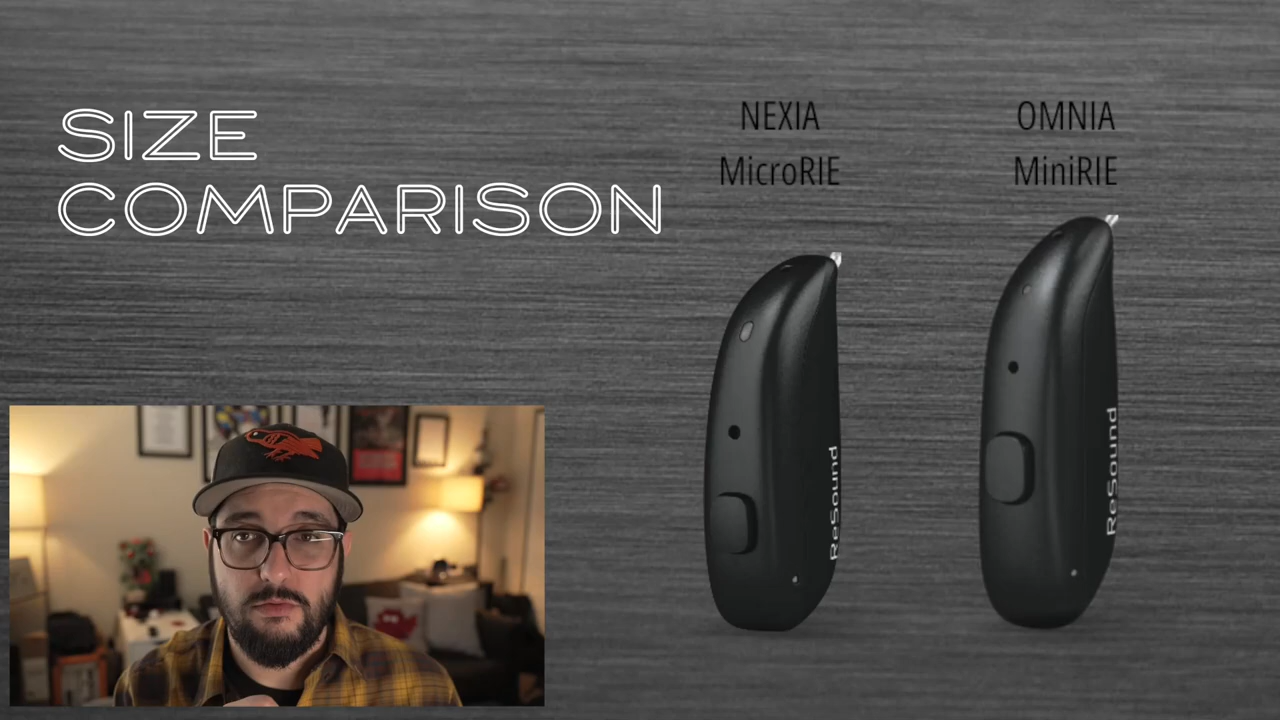 SIZE
COMPARISON
NEXIA
MicroRIE
OMNIA
MiniRIE
ReSound
ReSound